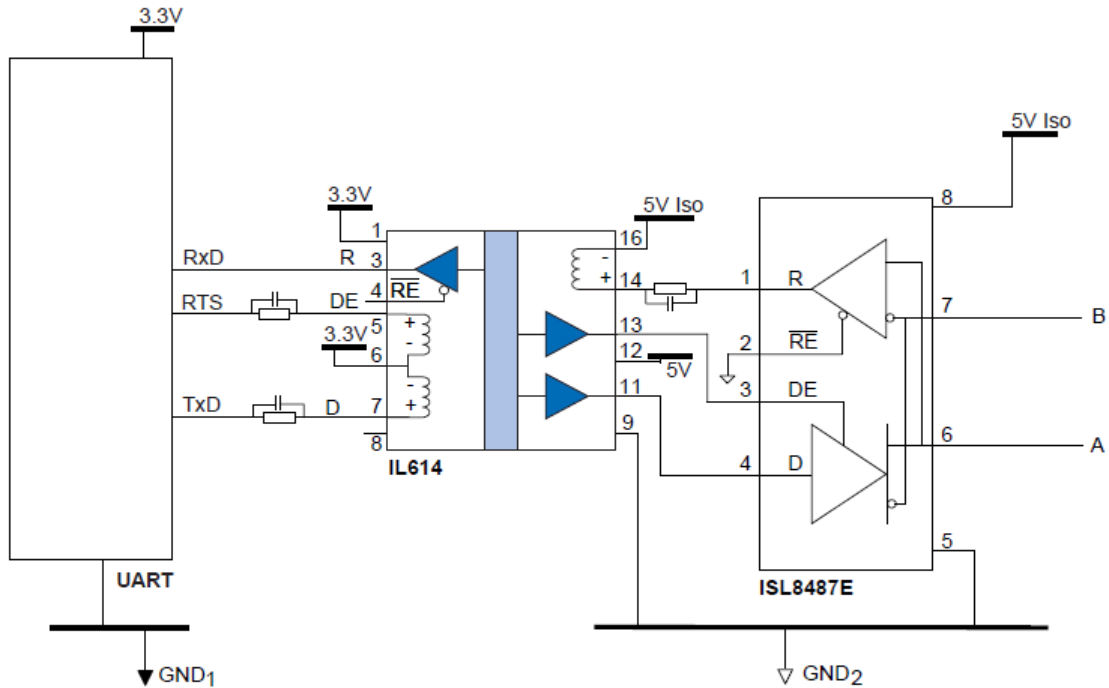 3.3V
5V Iso
8
3.3V
5V Iso
1
16
RxD
R
3
14
1
R
7
B
4
RE
RTS
DE
5
+
-
-
+
13
2
RE
3.3V
6
12
5V
3
DE
-
+
11
6
A
TxD
D
7
8
9
4
D
IL614
5
UART
ISL8487E
GND1
GND2